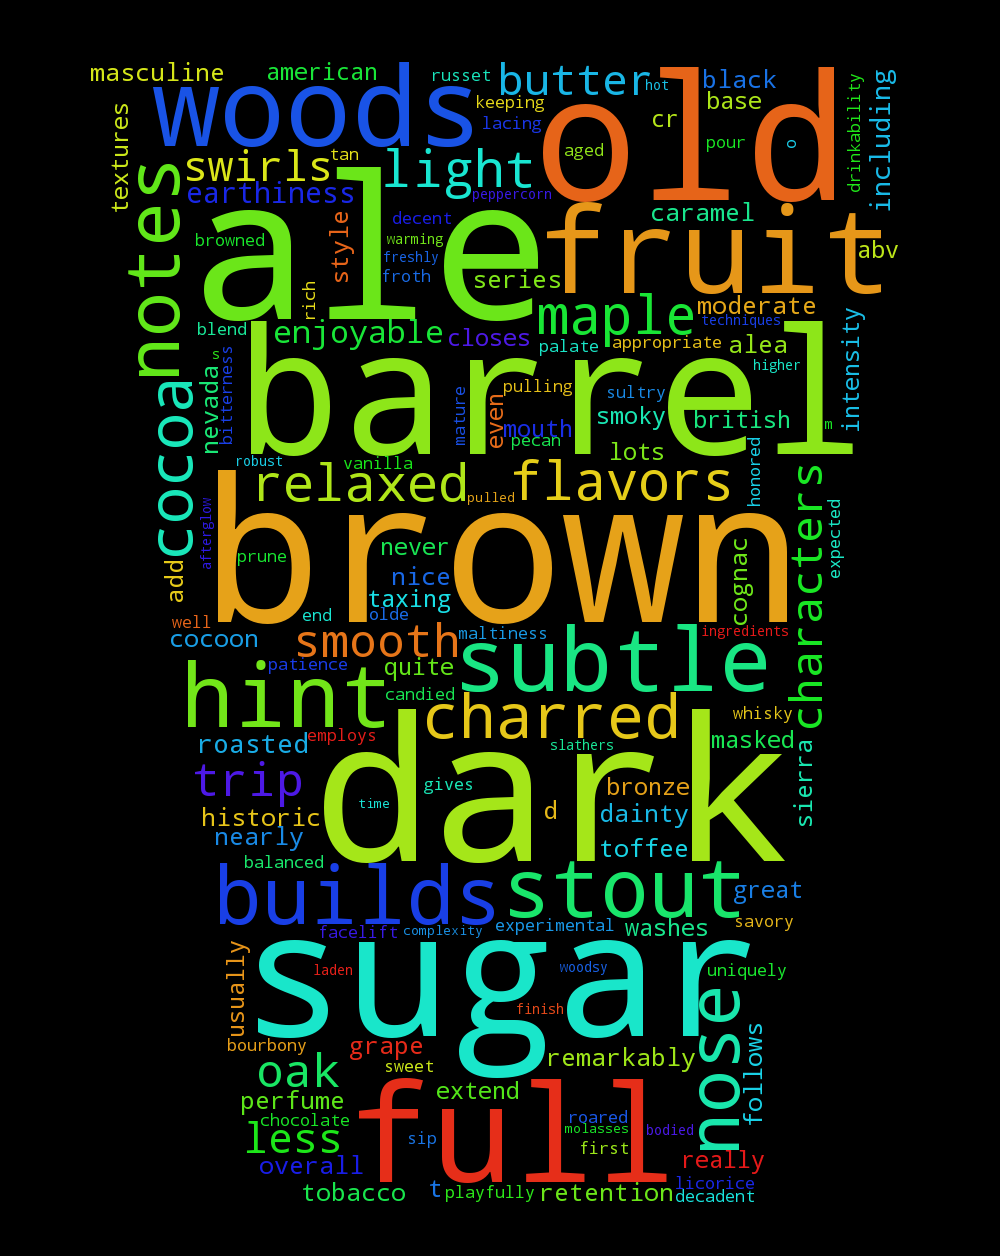 masculine
american
russet
butter
hot
black
old
including
drinkability
woods
keeping
base
textures
lacing
cr
pour
o
swirls
tan
light
aged
notes
earthiness
peppercorn
ale
style
decent
caramel
fruit
browned
warming
freshly
abv
froth
series
rich
maple
moderate
blend
enjoyable
closes
techniques
palate
appropriate
alea
intensity
s
barrel
higher
nevada
bitterness
mature
even
pulling
sultry
smoky
british
m
cocoa
mouth
pecan
lots
robust
vanilla
honored
relaxed
flavors
characters
pulled
afterglow
brown
expected
prune
never
cognac
add
nice
taxing
well
end
olde
cocoon
smooth
maltiness
ingredients
patience
quite
subtle
hint
candied
charred
whisky
roasted
employs
slathers
masked
sierra
trip
dark
gives
bronze
time
d
dainty
historic
nearly
toffee
balanced
builds
stout
great
facelift
complexity
experimental
washes
savory
usually
sugar
laden
woodsy
uniquely
finish
nose
bourbony
grape
follows
oak
sweet
remarkably
perfume
extend
full
chocolate
roared
molasses
bodied
less
sip
first
overall
really
tobacco
t
playfully
retention
licorice
decadent